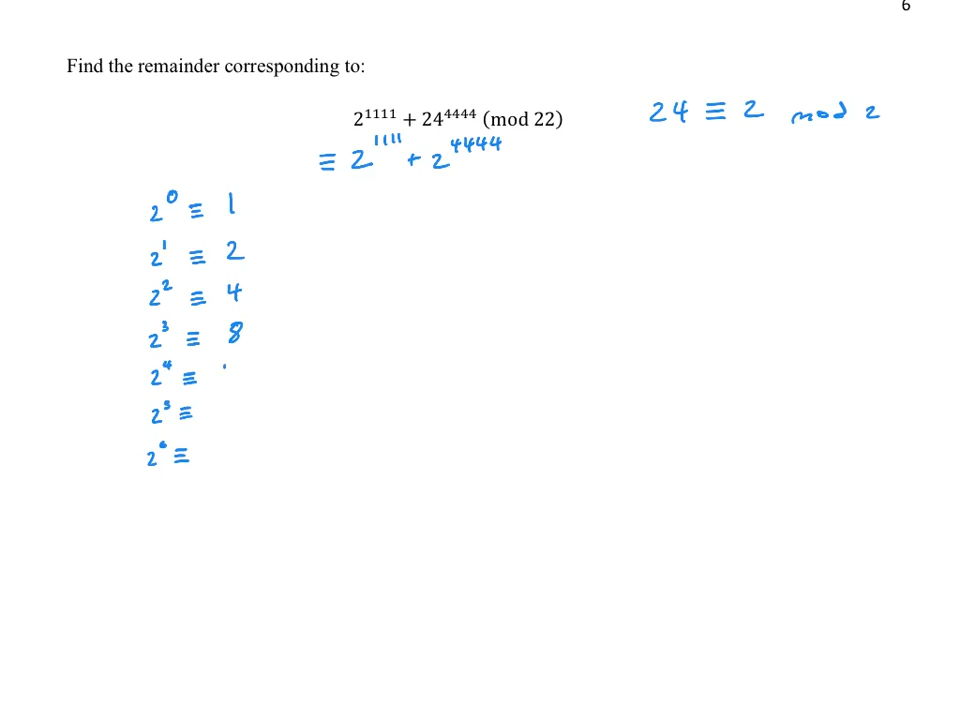 6
Find the remainder corresponding to:
2^1111 + 24^4444 (mod 22)
24 ≡ 2 mod 2
≡ 2^1111 + 2^4444
2^0 ≡ 1
2^1 ≡ 2
2^2 ≡ 4
2^3 ≡ 8
2^4 ≡
2^5 ≡
2^6 ≡